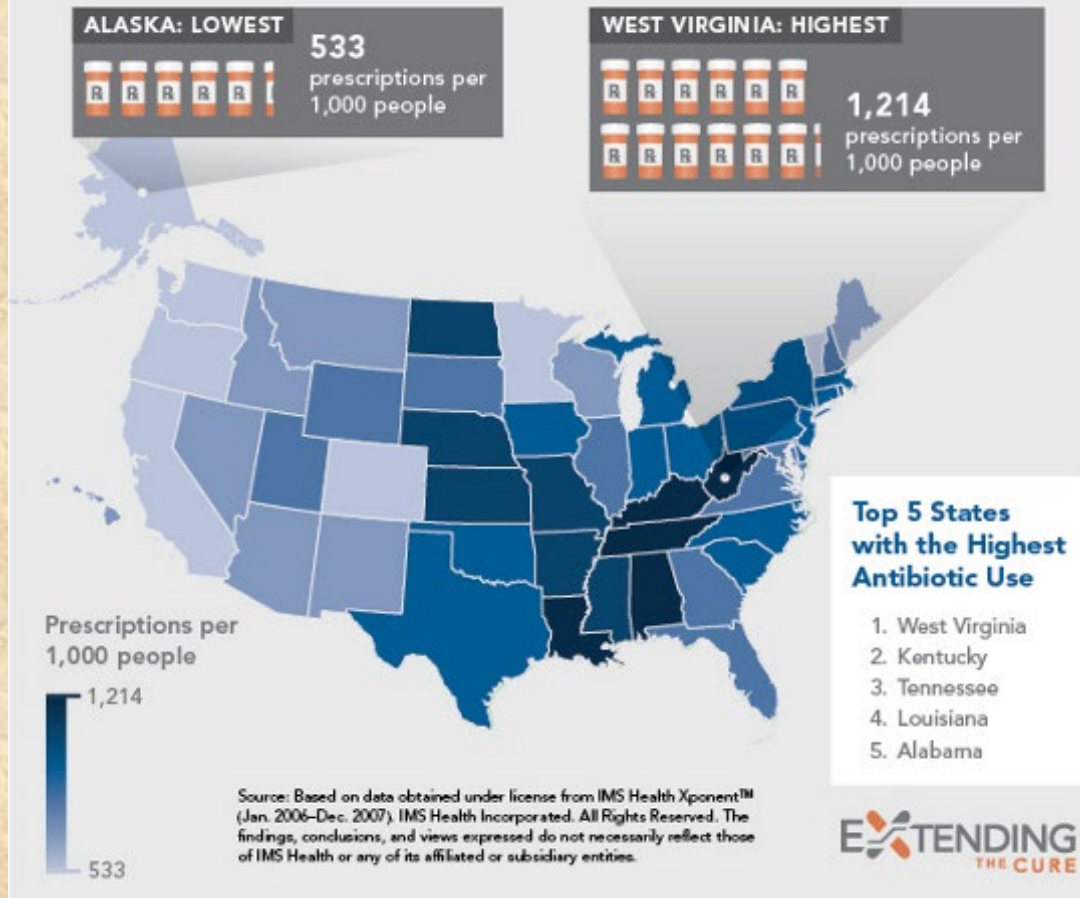 ALASKA: LOWEST
533
prescriptions per
1,000 people
WEST VIRGINIA: HIGHEST
1,214
prescriptions per
1,000 people
Top 5 States
with the Highest
Antibiotic Use
1. West Virginia
2. Kentucky
3. Tennessee
4. Louisiana
5. Alabama
Prescriptions per
1,000 people
1,214
533
Source: Based on data obtained under license from IMS Health Xponent™
(Jan. 2006–Dec. 2007). IMS Health Incorporated. All Rights Reserved. The
findings, conclusions, and views expressed do not necessarily reflect those
of IMS Health or any of its affiliated or subsidiary entities.
EXTENDING
THE CURE